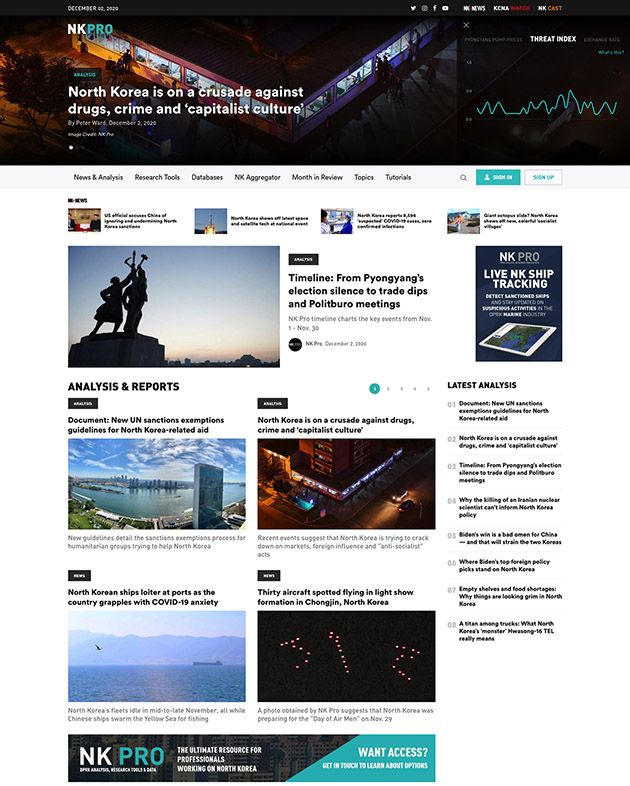 DECEMBER 02, 2020
NK NEWS
KCNA WATCH
NK CAST
NKPRO
PYONGYANG PUMP PRICES
THREAT INDEX
EXCHANGE RATE
What's this?
ANALYSIS
North Korea is on a crusade against
drugs, crime and ‘capitalist culture’
By Peter Ward, December 2, 2020
Image Credit: NK Pro
News & Analysis
Research Tools
Databases
NK Aggregator
Month in Review
Topics
Tutorials
SIGN IN
SIGN UP
NK NEWS
US official accuses China of
ignoring and undermining North
Korea sanctions
North Korea shows off latest space
and satellite tech at national event
North Korea reports 8,594
‘suspected’ COVID-19 cases, zero
confirmed infections
Giant octopus slide? North Korea
shows off new, colorful ‘socialist
villages’
ANALYSIS
Timeline: From Pyongyang’s
election silence to trade dips
and Politburo meetings
NK Pro timeline charts the key events from Nov.
1 - Nov. 30
NK Pro December 2, 2020
NK PRO
LIVE NK SHIP
TRACKING
DETECT SANCTIONED SHIPS
AND STAY UPDATED ON
SUSPICIOUS ACTIVITIES IN THE
DPRK MARINE INDUSTRY
ANALYSIS & REPORTS
1 2 3 4 5
ANALYSIS
Document: New UN sanctions exemptions
guidelines for North Korea-related aid
New guidelines detail the sanctions exemptions process for
humanitarian groups trying to help North Korea
ANALYSIS
North Korea is on a crusade against drugs,
crime and ‘capitalist culture’
Recent events suggest that North Korea is trying to crack
down on markets, foreign influence and “anti-socialist”
acts
NEWS
North Korean ships loiter at ports as the
country grapples with COVID-19 anxiety
North Korea’s fleets idle in mid-to-late November, all while
Chinese ships swarm the Yellow Sea for fishing
NEWS
Thirty aircraft spotted flying in light show
formation in Chongjin, North Korea
A photo obtained by NK Pro suggests that North Korea was
preparing for the “Day of Air Men” on Nov. 29
LATEST ANALYSIS
01 Document: New UN sanctions
exemptions guidelines for North
Korea-related aid
02 North Korea is on a crusade against
drugs, crime and ‘capitalist culture’
03 Timeline: From Pyongyang’s election
silence to trade dips and Politburo
meetings
04 Why the killing of an Iranian nuclear
scientist can’t inform North Korea
policy
05 Biden’s win is a bad omen for China
— and that will strain the two Koreas
06 Where Biden’s top foreign policy
picks stand on North Korea
07 Empty shelves and food shortages:
Why things are looking grim in North
Korea
08 A titan among trucks: What North
Korea’s ‘monster’ Hwasong-16 TEL
really means
NK PRO
DPRK ANALYSIS, RESEARCH TOOLS & DATA
THE ULTIMATE RESOURCE FOR
PROFESSIONALS
WORKING ON NORTH KOREA
WANT ACCESS?
GET IN TOUCH TO LEARN ABOUT OPTIONS